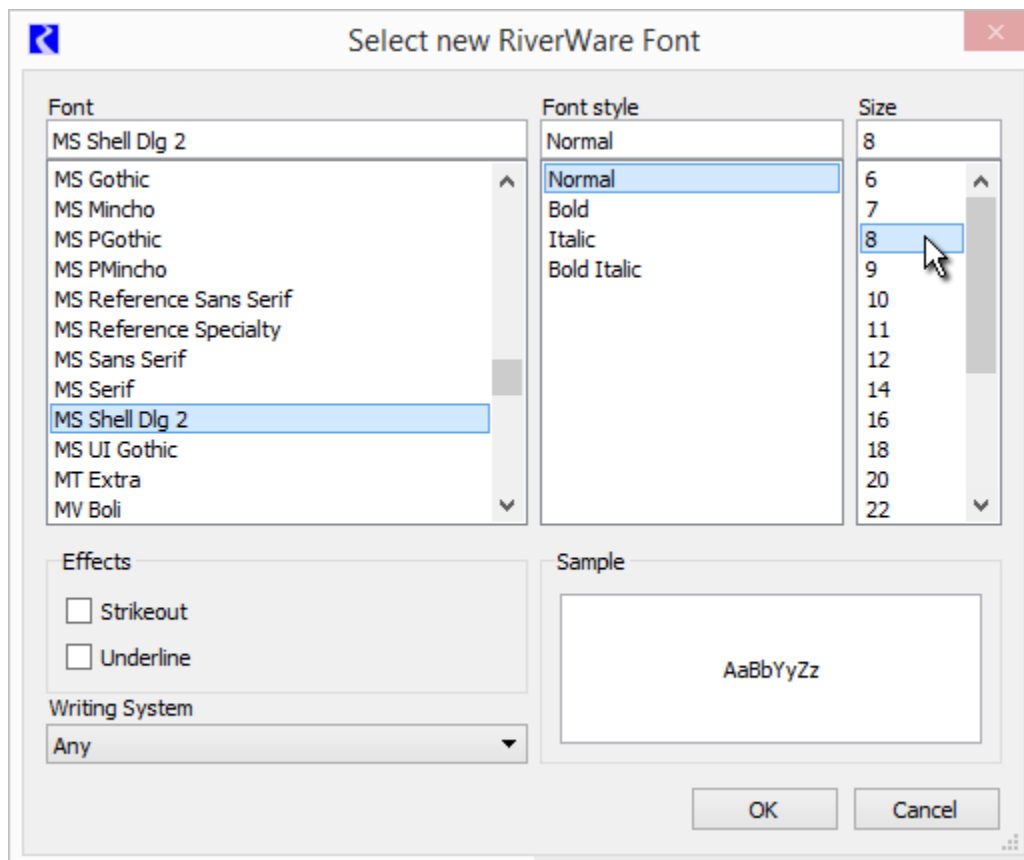 Select new RiverWare Font
Font
MS Shell Dlg 2
MS Gothic
MS Mincho
MS PGothic
MS PMincho
MS Reference Sans Serif
MS Reference Specialty
MS Sans Serif
MS Serif
MS Shell Dlg 2
MS UI Gothic
MT Extra
MV Boli
Font style
Normal
Normal
Bold
Italic
Bold Italic
Size
8
6
7
8
9
10
11
12
14
16
18
20
22
Effects
Strikeout
Underline
Writing System
Any
Sample
AaBbYyZz
OK
Cancel